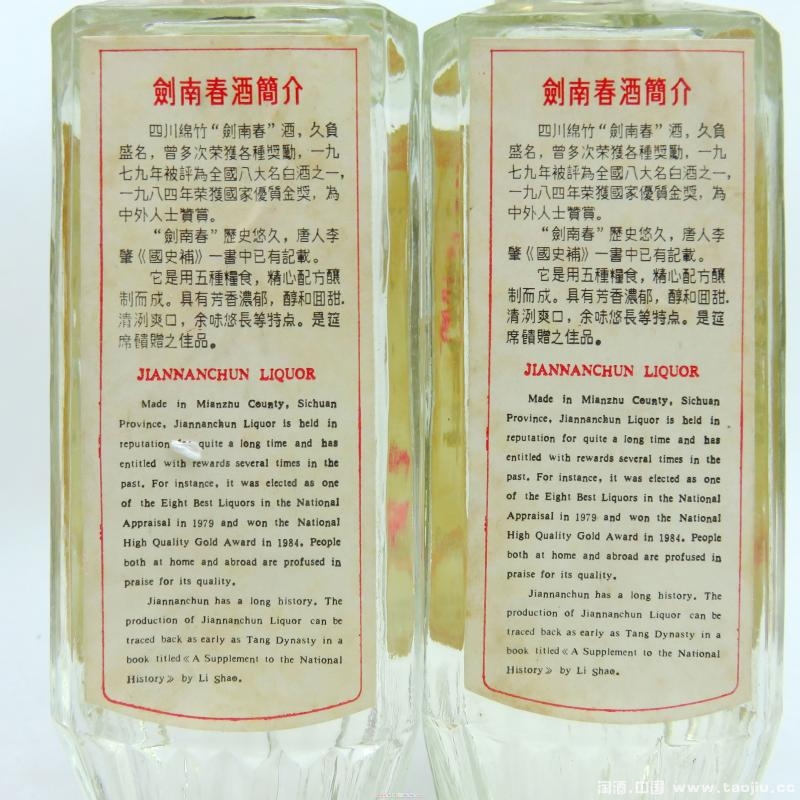 劍南春酒簡介
四川绵竹“劍南春”酒，久負
盛名，曾多次荣獲各種獎勵，一九
七九年被評為全國八大名白酒之一，
一九八四年荣獲國家優質金獎，為
中外人士贊賞。
“劍南春”歷史悠久，唐人李
肇《國史補》一書中已有記載。
它是用五種糧食，精心配方釀
制而成。具有芳香濃郁，醇和回甜.
清洌爽口，余味悠長等特点。是筵
席饋贈之佳品。
JIANNANCHUN LIQUOR
Made in Mianzhu County, Sichuan
Province, Jiannanchun Liquor is held in
reputation for quite a long time and has
entitled with rewards several times in the
past. For instance, it was elected as one
of the Eight Best Liquors in the National
Appraisal in 1979 and won the National
High Quality Gold Award in 1984. People
both at home and abroad are profused in
praise for its quality.
Jiannanchun has a long history. The
production of Jiannanchun Liquor can be
traced back as early as Tang Dynasty in a
book titled《A Supplement to the National
History》by Li Shao.
劍南春酒簡介
四川绵竹“劍南春”酒，久負
盛名，曾多次荣獲各種獎勵，一九
七九年被評為全國八大名白酒之一，
一九八四年荣獲國家優質金獎，為
中外人士贊賞。
“劍南春”歷史悠久，唐人李
肇《國史補》一書中已有記載。
它是用五種糧食，精心配方釀
制而成。具有芳香濃郁，醇和回甜.
清洌爽口，余味悠長等特点。是筵
席饋贈之佳品。
JIANNANCHUN LIQUOR
Made in Mianzhu County, Sichuan
Province, Jiannanchun Liquor is held in
reputation for quite a long time and has
entitled with rewards several times in the
past. For instance, it was elected as one
of the Eight Best Liquors in the National
Appraisal in 1979 and won the National
High Quality Gold Award in 1984. People
both at home and abroad are profused in
praise for its quality.
Jiannanchun has a long history. The
production of Jiannanchun Liquor can be
traced back as early as Tang Dynasty in a
book titled《A Supplement to the National
History》by Li Shao.
淘酒.中国 www.taojiu.cc